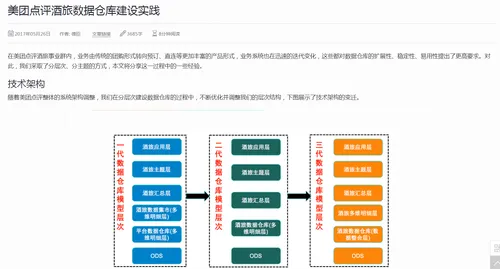 美团点评酒旅数据仓库建设实践
2017年05月26日 作者: 德臣 文章链接 3685字 8分钟阅读
在美团点评酒旅事业群内，业务由传统的团购形式转向预订、直连等更加丰富的产品形式，业务系统也在迅速的迭代变化，这些都对数据仓库的扩展性、稳定性、易用性提出了更高要求。对
此，我们采取了分层次、分主题的方式，本文将分享这一过程中的一些经验。
技术架构
随着美团点评整体的系统架构调整，我们在分层次建设数据仓库的过程中，不断优化并调整我们的层次结构，下图展示了技术架构的变迁。
一代数据仓库模型层次
酒旅应用层
酒旅主题层
酒旅汇总层
酒旅数据集市(多维明细层)
平台数据仓库(多维明细层)
ODS
二代数据仓库模型层次
酒旅应用层
酒旅主题层
酒旅汇总层
酒旅数据仓库(多维明细层)
ODS
三代数据仓库模型层次
酒旅应用层
酒旅主题层
酒旅汇总层
酒旅多维明细层
酒旅数据仓库(数据整合层)
ODS